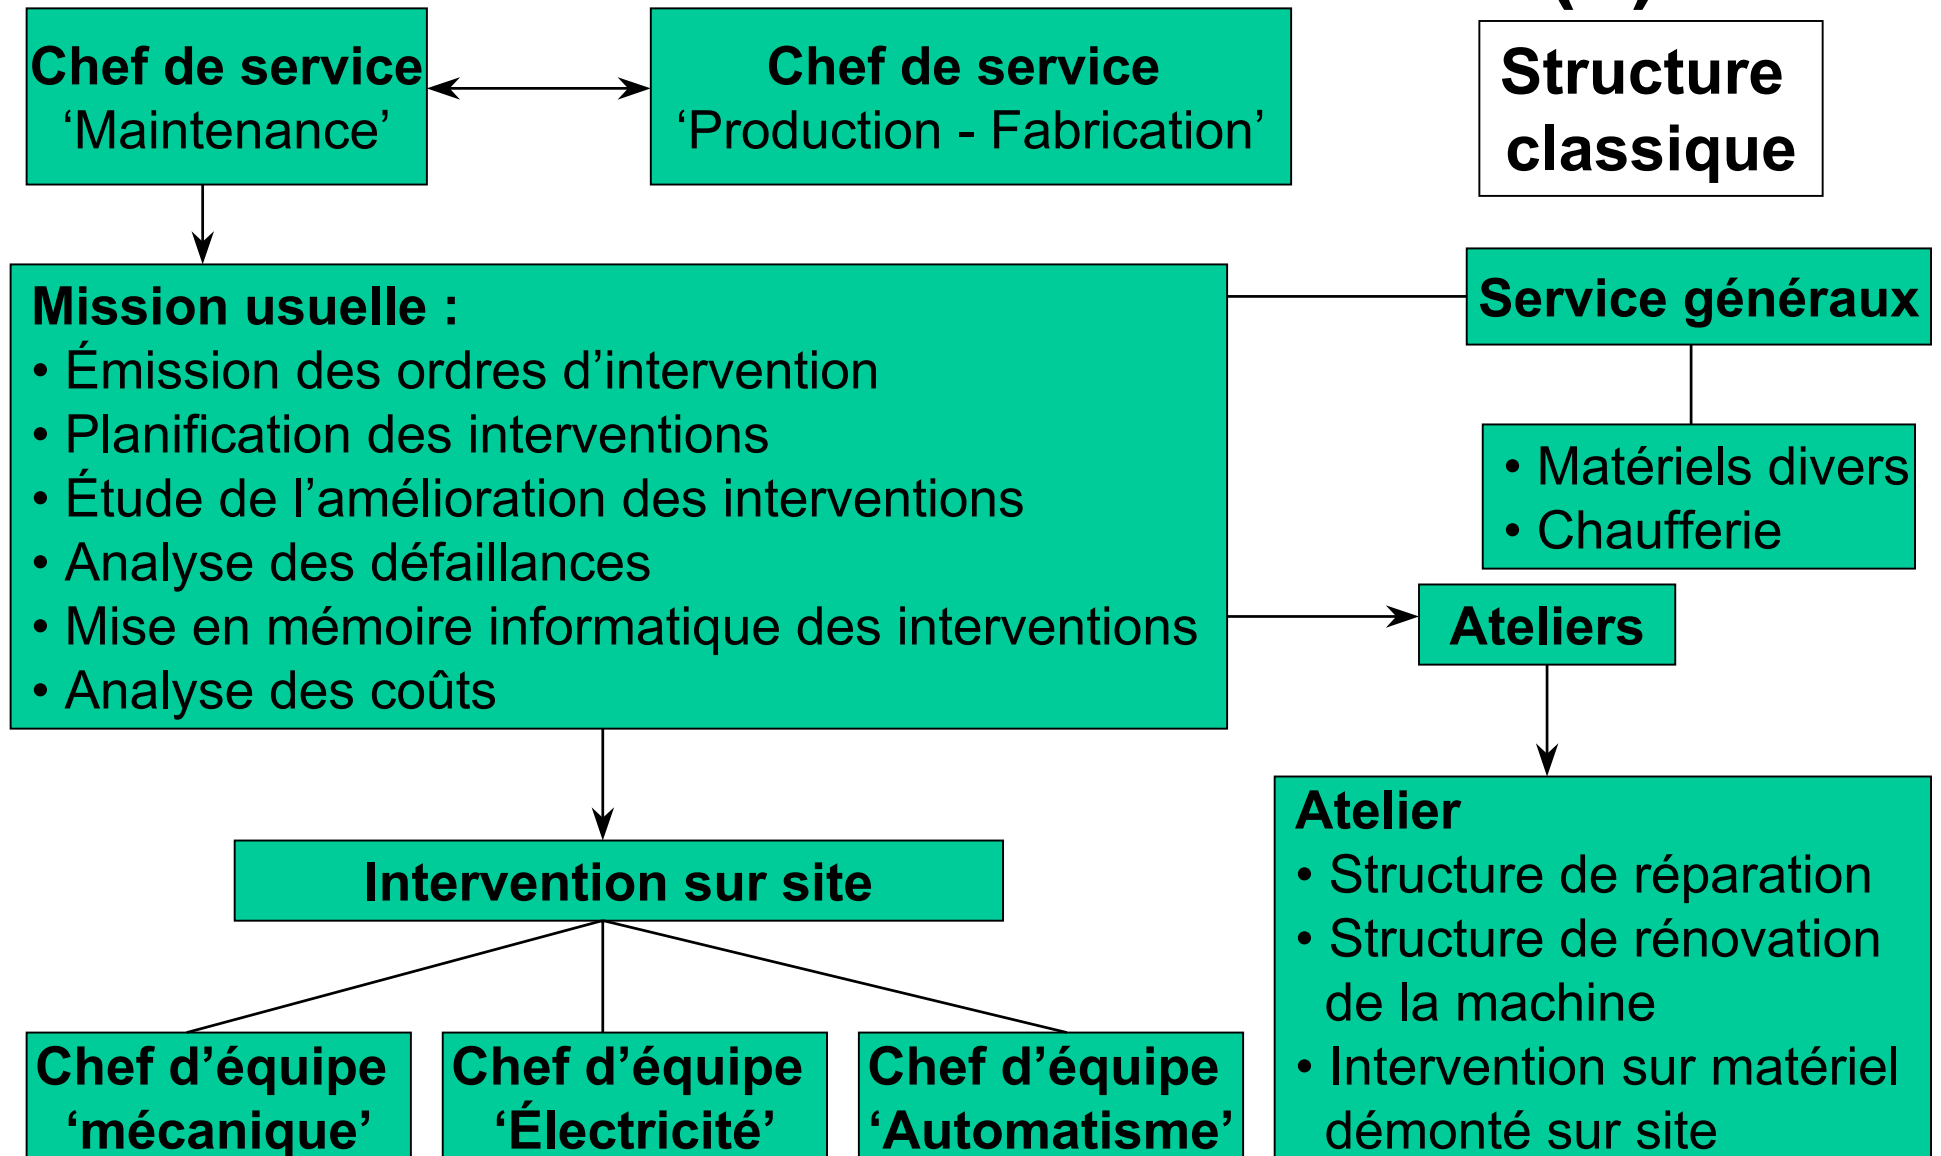 Chef de service
‘Maintenance’
Chef de service
‘Production - Fabrication’
Structure
classique
Mission usuelle :
• Émission des ordres d’intervention
• Planification des interventions
• Étude de l’amélioration des interventions
• Analyse des défaillances
• Mise en mémoire informatique des interventions
• Analyse des coûts
Service généraux
• Matériels divers
• Chaufferie
Ateliers
Intervention sur site
Atelier
• Structure de réparation
• Structure de rénovation
de la machine
• Intervention sur matériel
démonté sur site
Chef d’équipe
‘mécanique’
Chef d’équipe
‘Électricité’
Chef d’équipe
‘Automatisme’